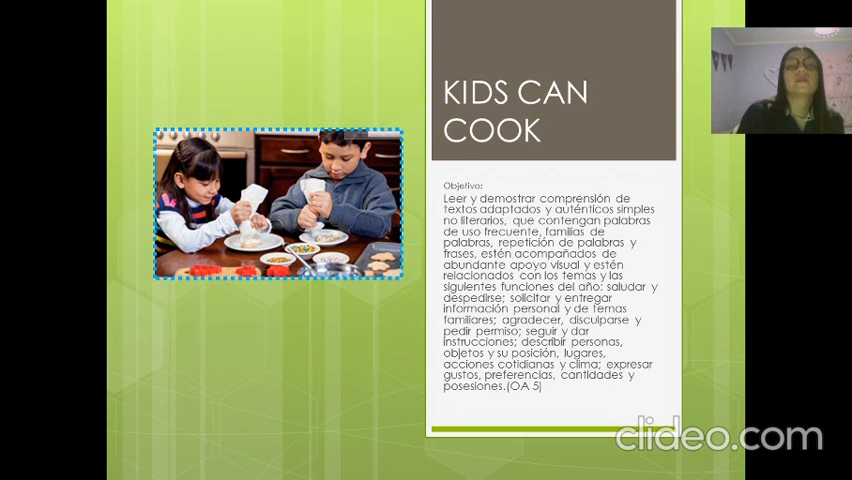 KIDS CAN
COOK
Objetivo:
Leer y demostrar comprensión de
textos adaptados y auténticos simples
no literarios, que contengan palabras
de uso frecuente, familias de
palabras, repetición de palabras y
frases, estén acompañados de
abundante apoyo visual y estén
relacionados con los temas y las
siguientes funciones del año: saludar y
despedirse; solicitar y entregar
información personal y de temas
familiares; agradecer, disculparse y
pedir permiso; seguir y dar
instrucciones; describir personas,
objetos y su posición, lugares,
acciones cotidianas y clima; expresar
gustos, preferencias, cantidades y
posesiones.(OA 5)
clideo.com